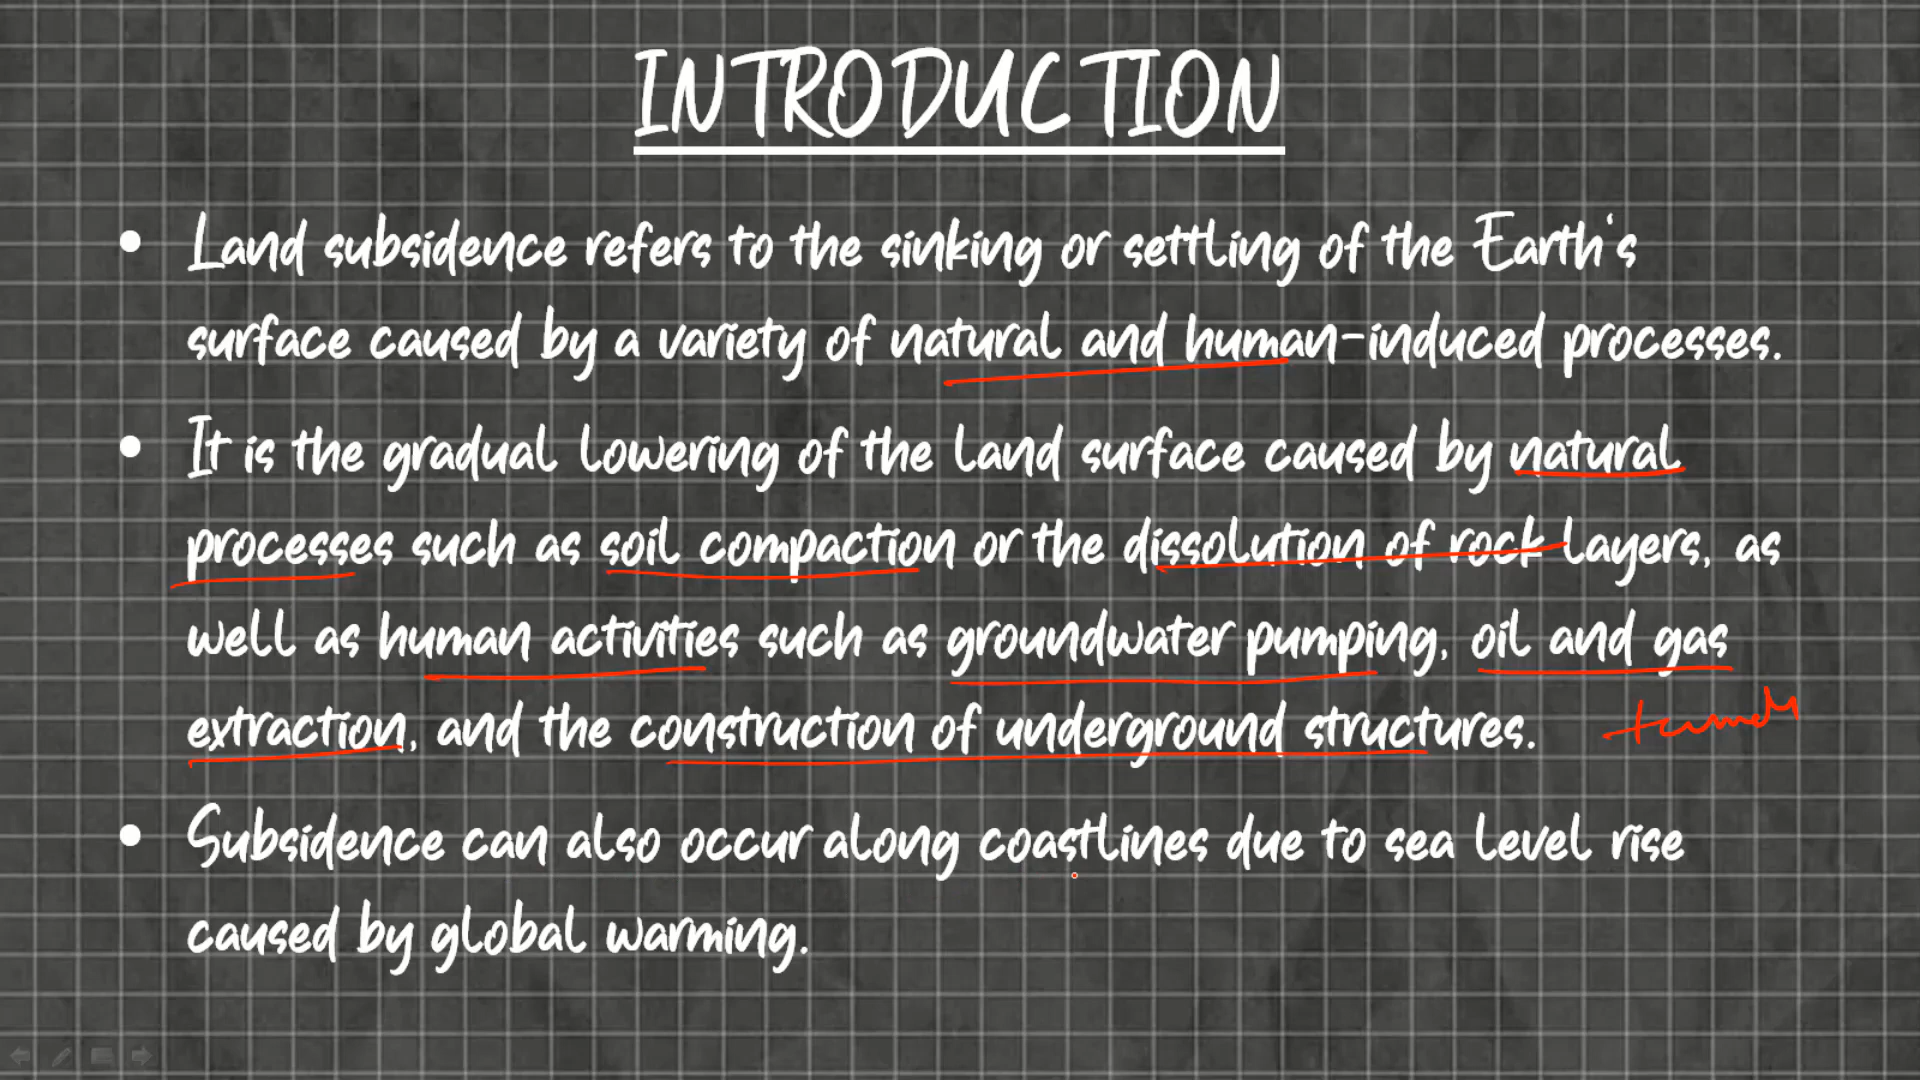 INTRODUCTION
• Land subsidence refers to the sinking or settling of the Earth's
surface caused by a variety of natural and human-induced processes.
• It is the gradual lowering of the land surface caused by natural
processes such as soil compaction or the dissolution of rock layers, as
well as human activities such as groundwater pumping, oil and gas
extraction, and the construction of underground structures.
• Subsidence can also occur along coastlines due to sea level rise
caused by global warming.